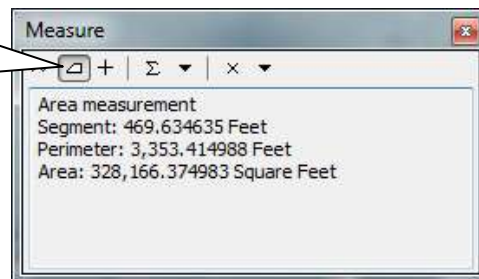 Measure
Σ
Area measurement
Segment: 469.634635 Feet
Perimeter: 3,353.414988 Feet
Area: 328,166.374983 Square Feet